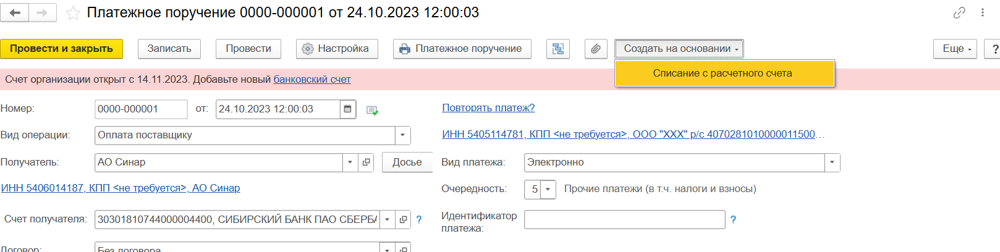 Платежное поручение 0000-000001 от 24.10.2023 12:00:03
Провести и закрыть Записать Провести Настройка Платежное поручение Создать на основании Еще ?
Списание с расчетного счета
Счет организации открыт с 14.11.2023. Добавьте новый банковский счет
Номер: 0000-000001 от: 24.10.2023 12:00:03 Повторять платеж?
Вид операции: Оплата поставщику ИНН 5405114781, КПП <не требуется>, ООО "ХХХ" р/с 4070281010000011500...
Получатель: АО Синар Досье Вид платежа: Электронно
ИНН 5406014187, КПП <не требуется>, АО Синар Очередность: 5 Прочие платежи (в т.ч. налоги и взносы)
Счет получателя: 30301810744000004400, СИБИРСКИЙ БАНК ПАО СБЕРБА ? Идентификатор
платежа: ?
Договор: Без договора